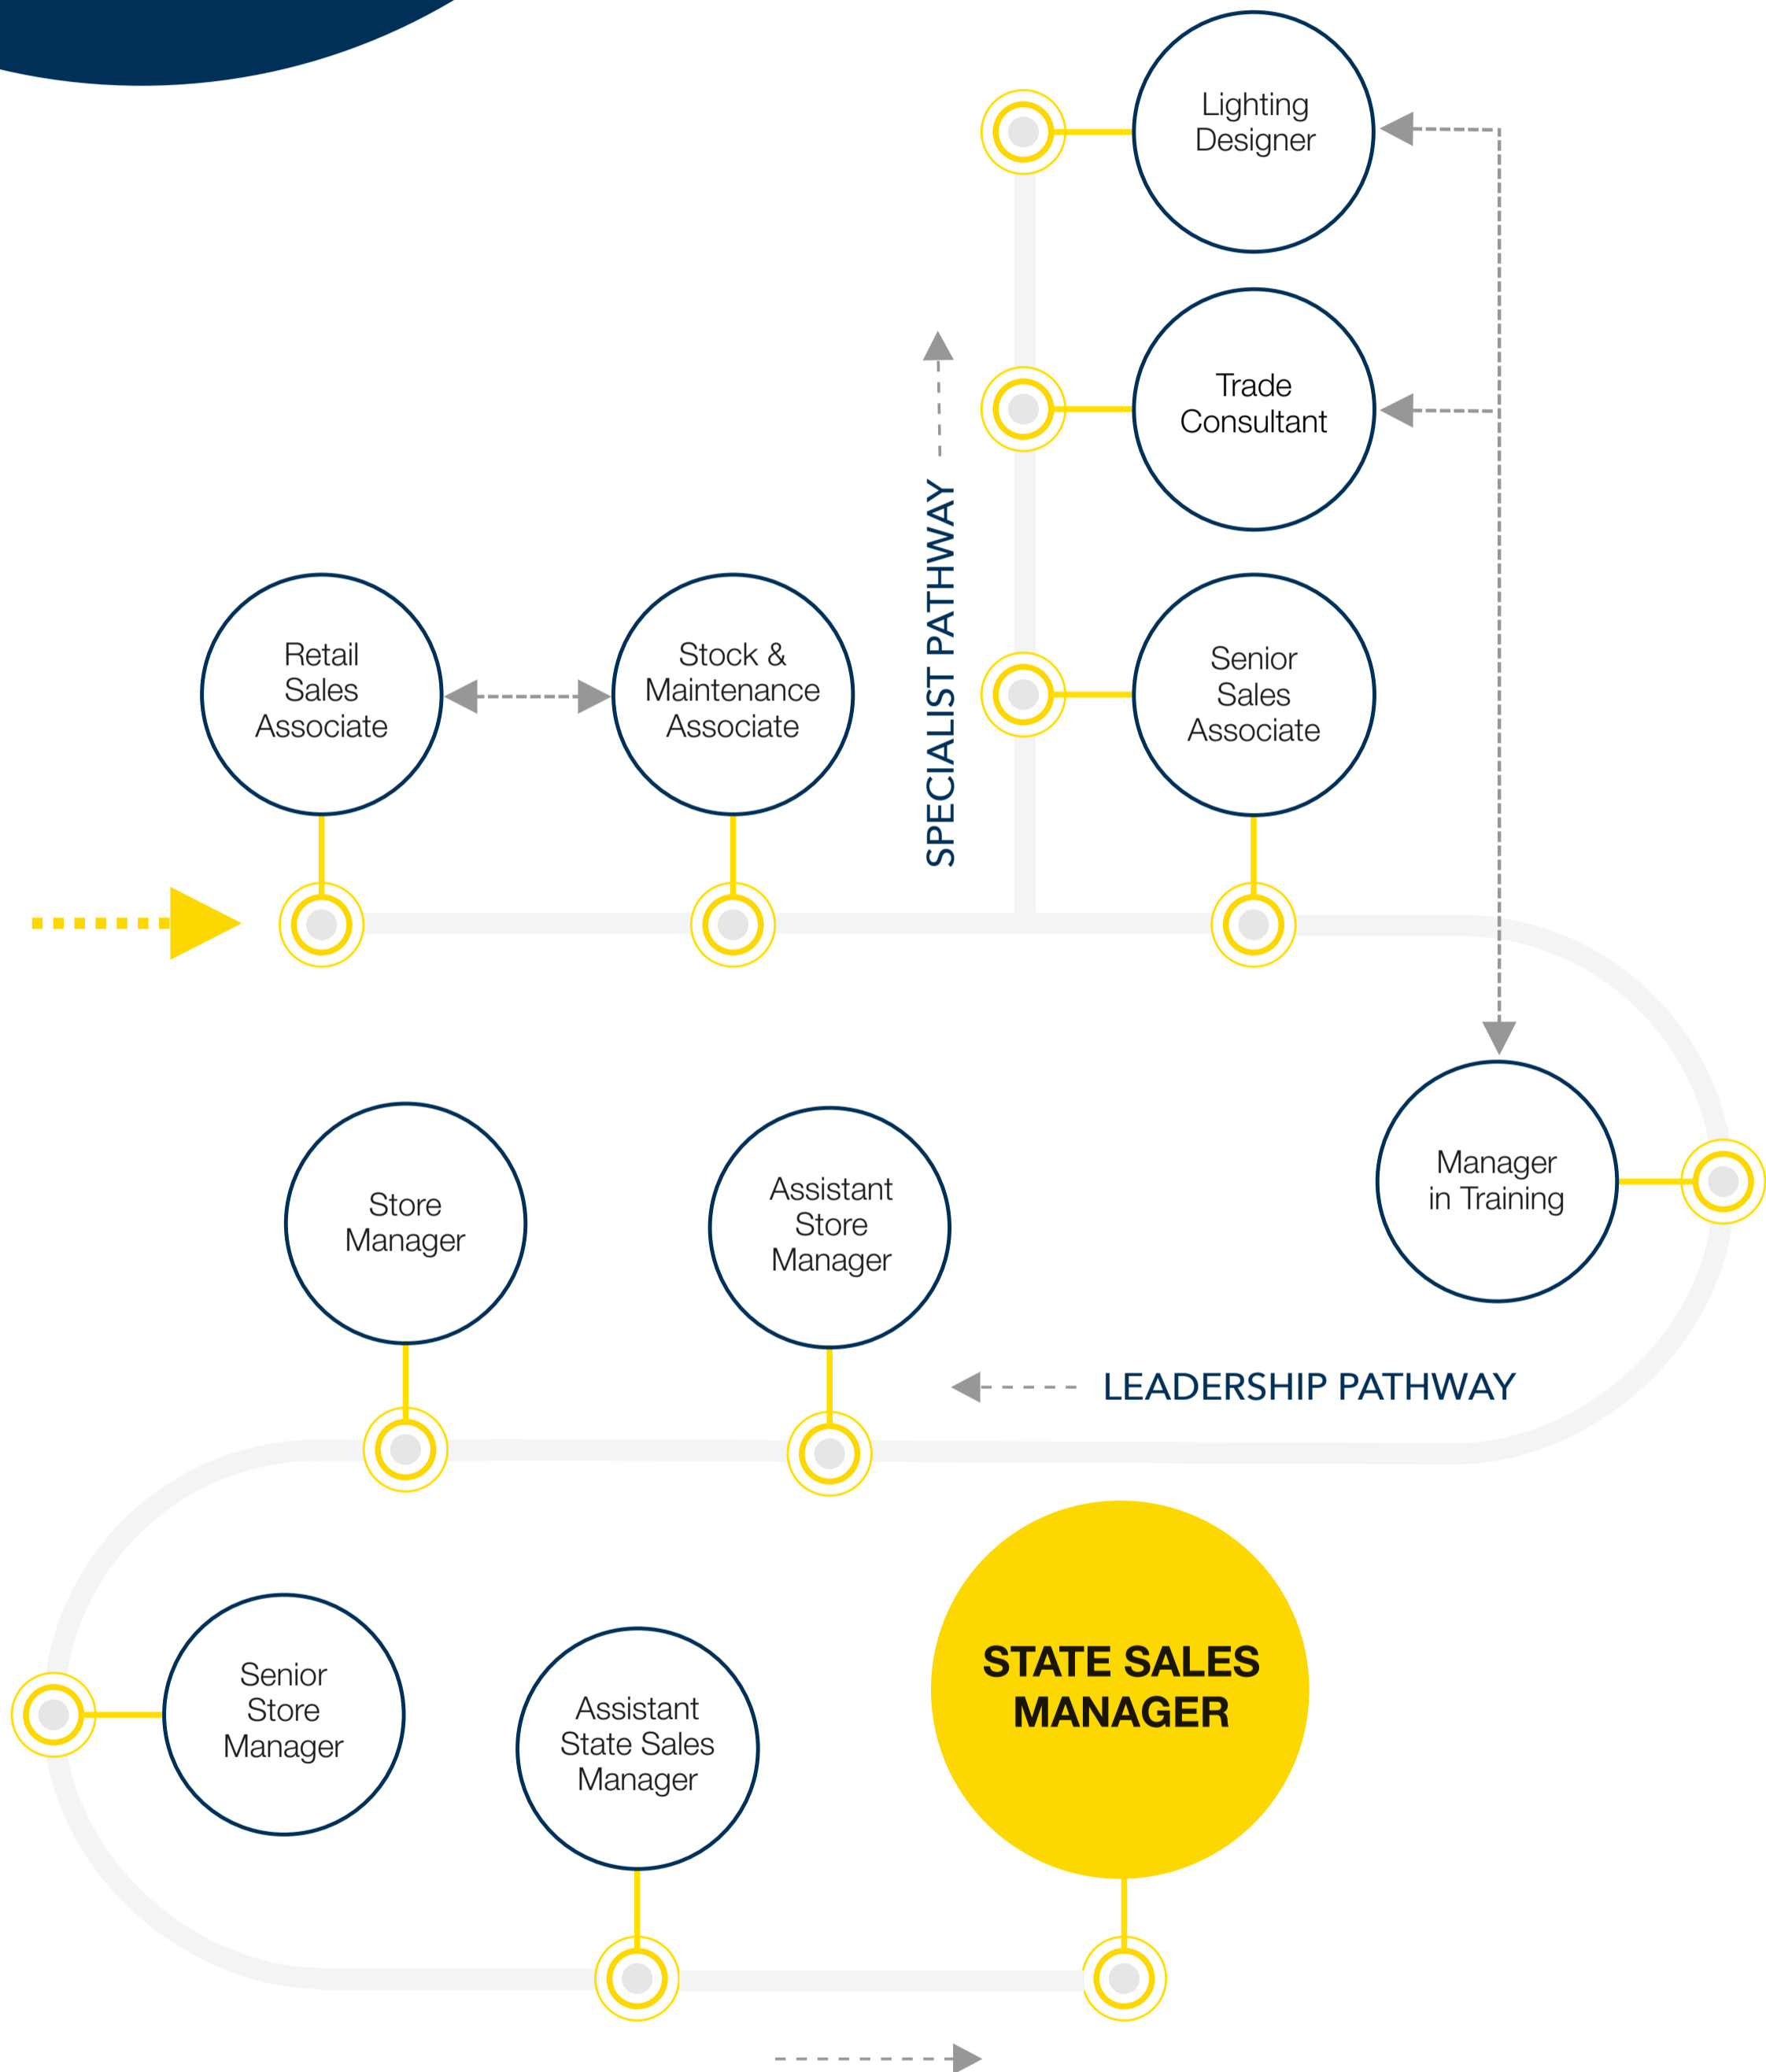 Lighting
Designer
Trade
Consultant
SPECIALIST PATHWAY
Retail
Sales
Associate
Stock &
Maintenance
Associate
Senior
Sales
Associate
Manager
in Training
Store
Manager
Assistant
Store
Manager
LEADERSHIP PATHWAY
Senior
Store
Manager
Assistant
State Sales
Manager
STATE SALES
MANAGER